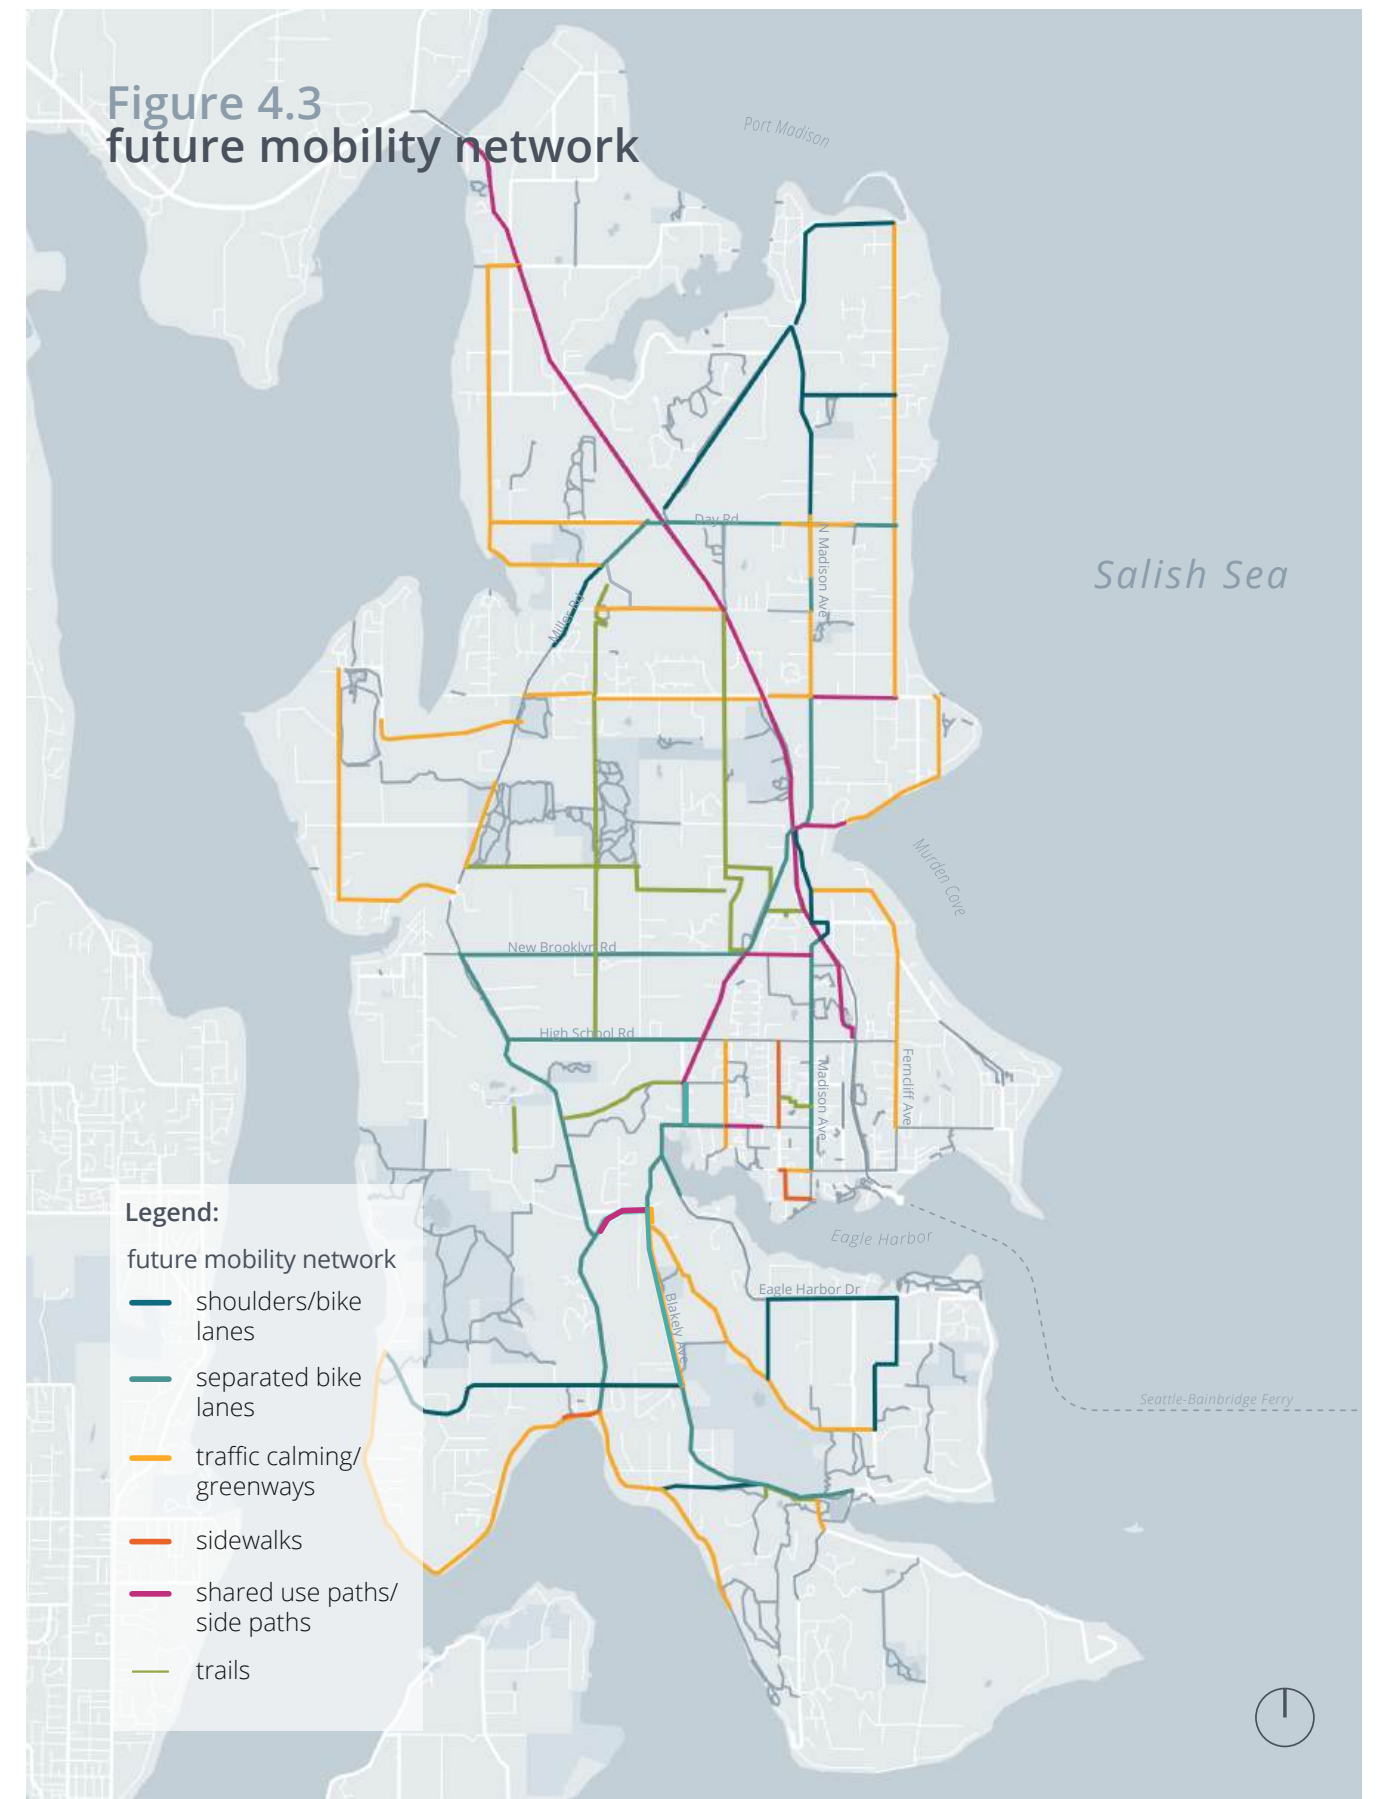 Figure 4.3
future mobility network
Port Madison
Salish Sea
Day Rd
N Madison Ave
Miller Rd
Murden Cove
New Brooklyn Rd
High School Rd
Madison Ave
Ferncliff Ave
Eagle Harbor
Eagle Harbor Dr
Blakely Ave
Seattle-Bainbridge Ferry
Legend:
future mobility network
shoulders/bike
lanes
separated bike
lanes
traffic calming/
greenways
sidewalks
shared use paths/
side paths
trails